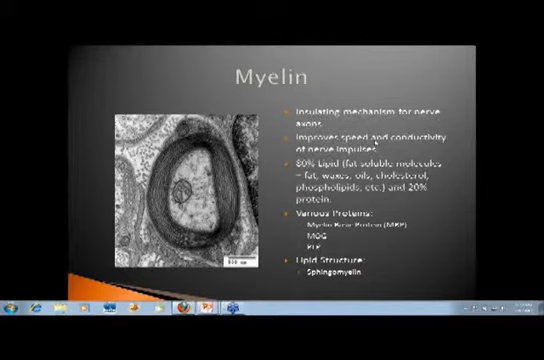 Myelin
Insulating mechanism for nerve
axons
Improves speed and conductivity
of nerve impulses
80% Lipid (fat soluble molecules
- fat, waxes, oils, cholesterol,
phospholipids, etc.) and 20%
protein.
Various Proteins:
Myelin Basic Protein (MBP)
MOG
PLP
Lipid Structure:
Sphingomyelin